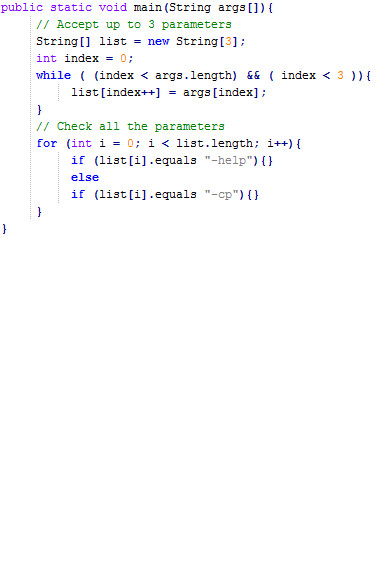 public static void main(String args[]){
// Accept up to 3 parameters
String[] list = new String[3];
int index = 0;
while ( (index < args.length) && ( index < 3 )){
list[index++] = args[index];
}
// Check all the parameters
for (int i = 0; i < list.length; i++){
if (list[i].equals "-help"){}
else
if (list[i].equals "-cp"){}
}
}